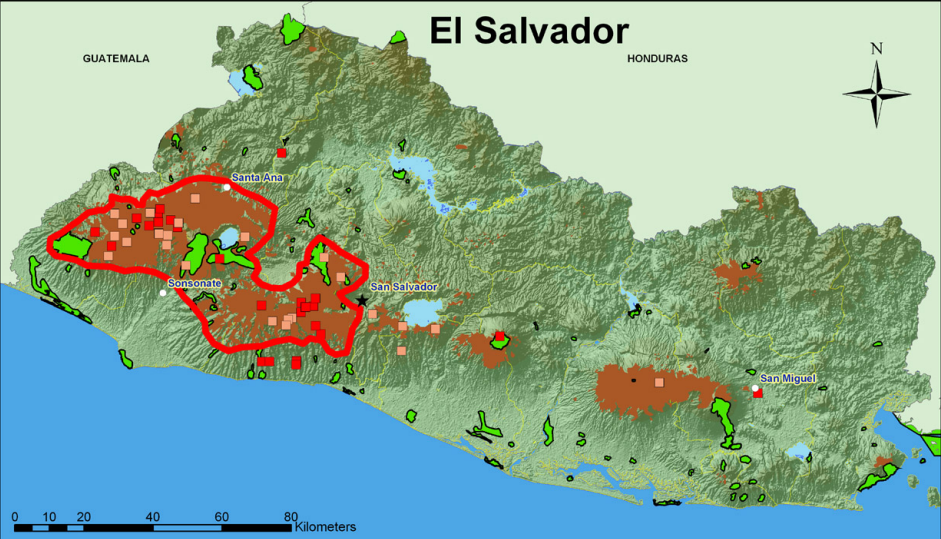 El Salvador
GUATEMALA
HONDURAS
N
Santa Ana
Sonsonate
San Salvador
San Miguel
0 10 20 40 60 80
Kilometers